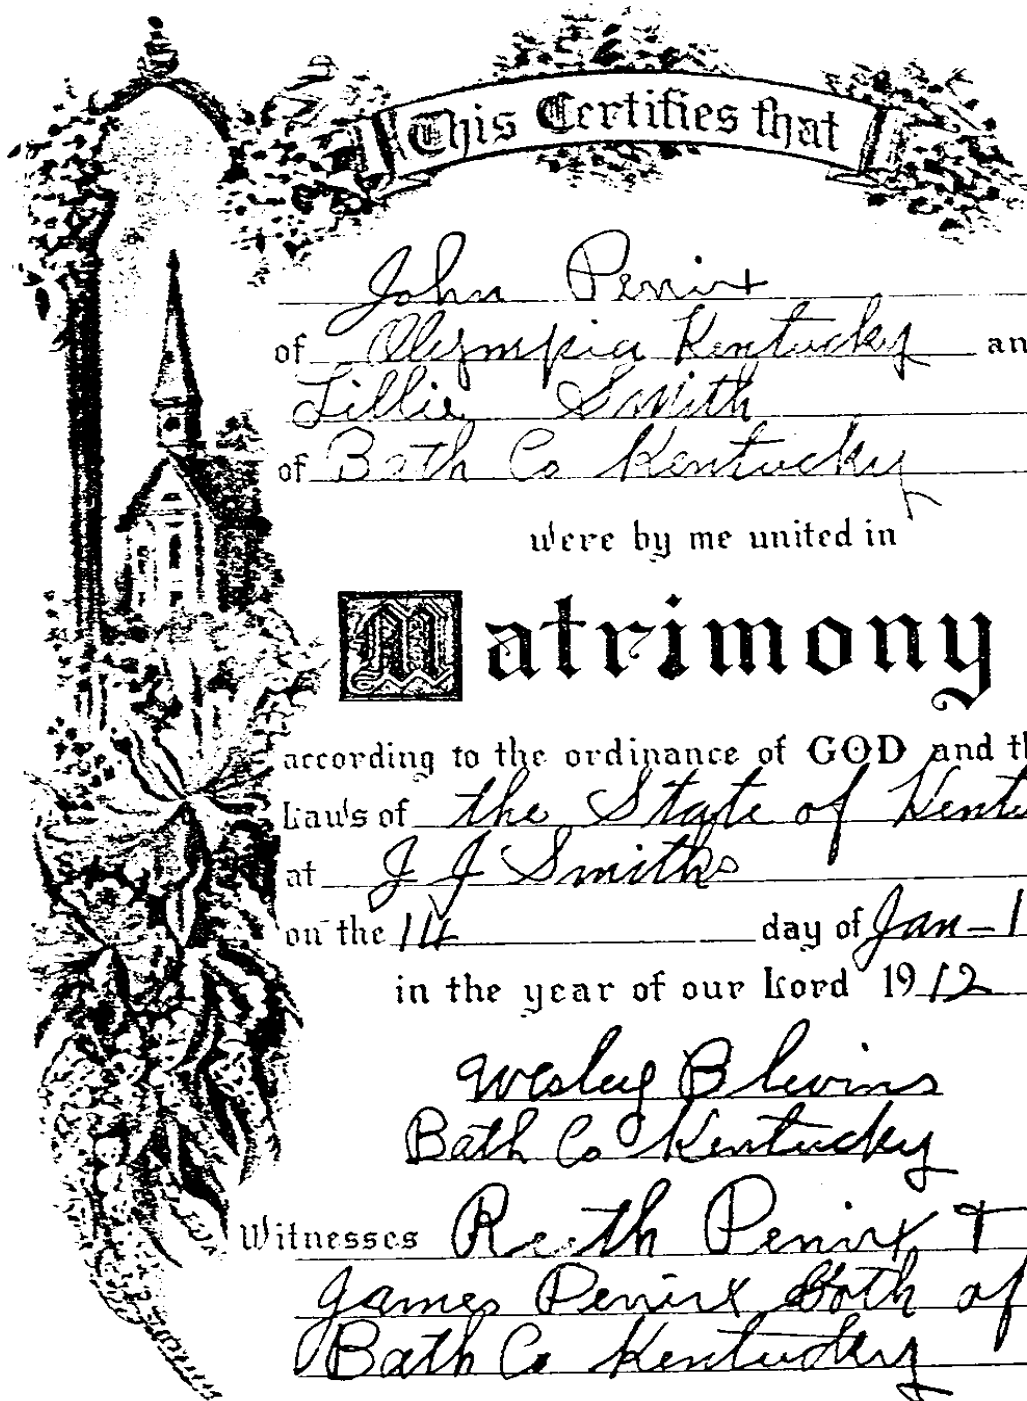 This Certifies that
John Penix
of Olympia Kentucky an
Lillie Smith
of Bath Co Kentucky
were by me united in
Matrimony
according to the ordinance of GOD and th
Laws of the State of Kentu
at J J Smiths
on the 14 day of Jan - 1
in the year of our Lord 1912
Wesley Blevins
Bath Co Kentucky
Witnesses Reeth Penix +
James Penix Both of
Bath Co Kentucky